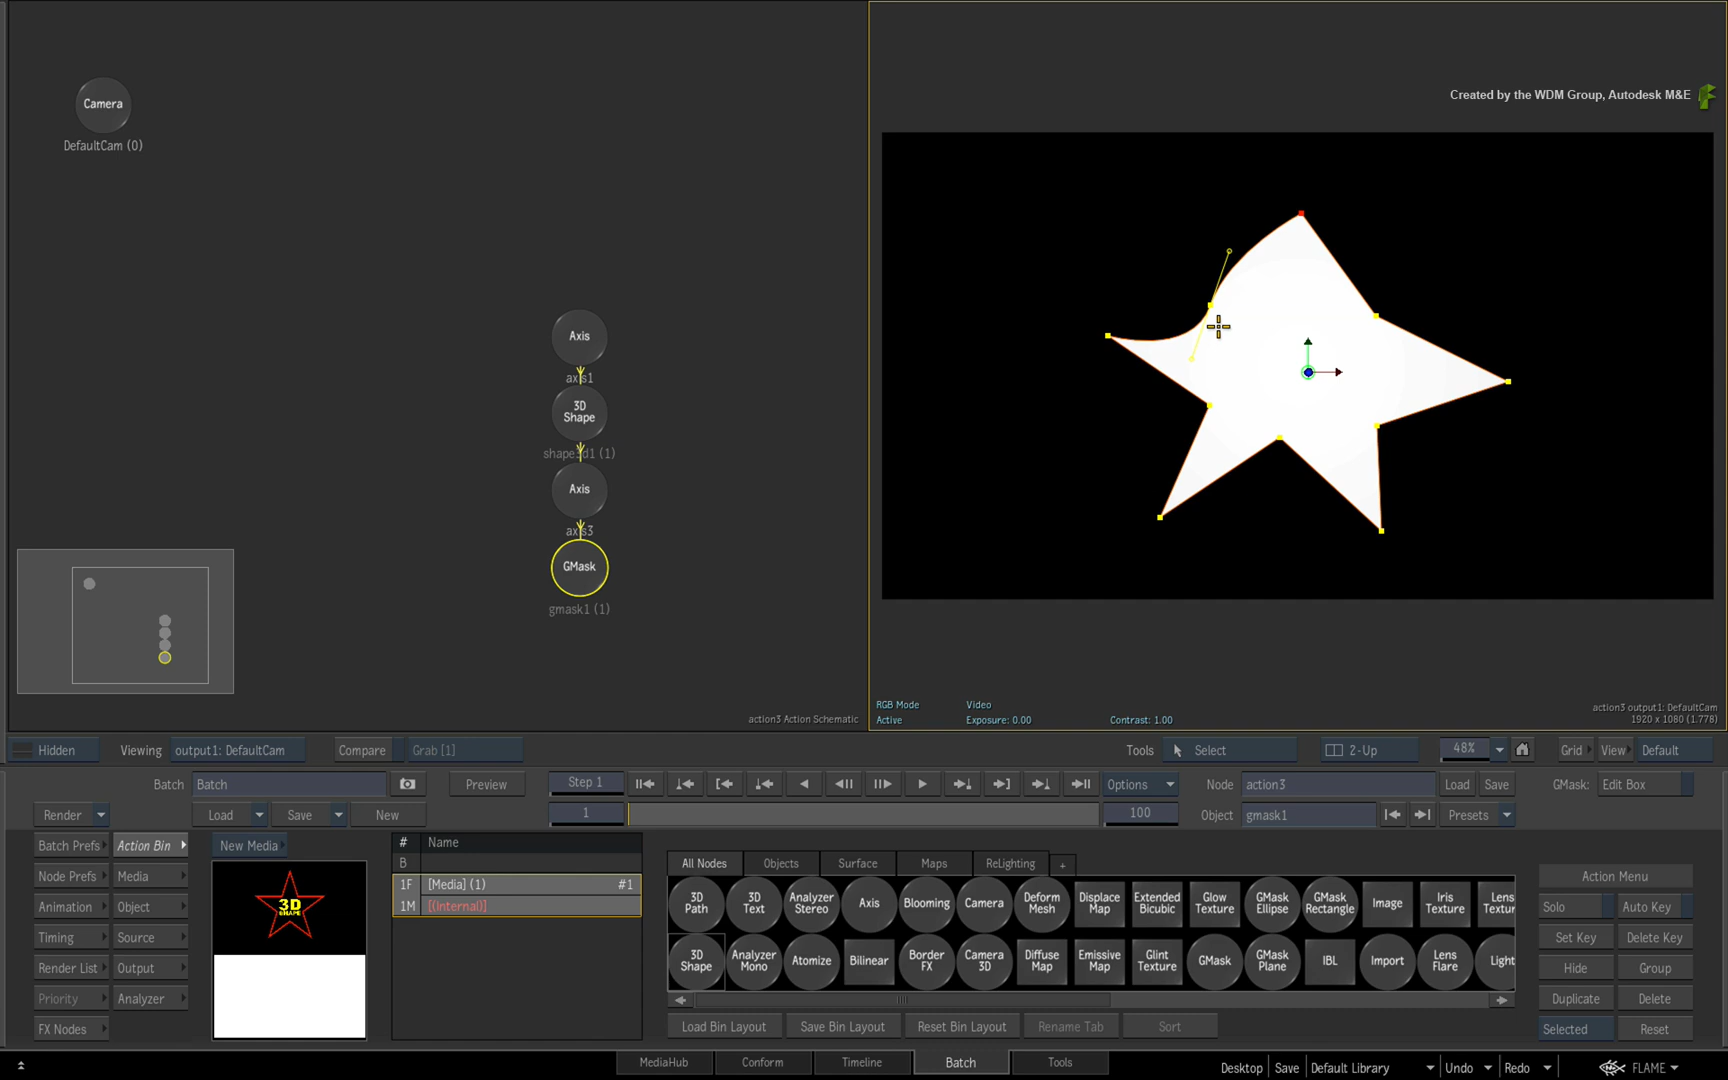 Camera
DefaultCam (0)
Created by the WDM Group, Autodesk M&E
Axis
axis1
3D
Shape
shape3d1 (1)
Axis
axis3
GMask
gmask1 (1)
action3 Action Schematic
RGB Mode Video
Active Exposure: 0.00 Contrast: 1.00
action3 output1: DefaultCam
1920 x 1080 (1.778)
Hidden Viewing output1: DefaultCam Compare Grab [1] Tools Select 2-Up 48% Grid View Default
Batch Batch Preview Step 1 Options Node action3 Load Save GMask: Edit Box
Render Load Save New 1 100 Object gmask1 Presets
Batch Prefs Action Bin New Media # Name
B
Node Prefs Media 1F [Media] (1) #1
Animation Object 1M [(Internal)]
Timing Source
Render List Output
Priority Analyzer
FX Nodes
3D
SHAPE
All Nodes Objects Surface Maps ReLighting +
3D Path 3D Text Analyzer Stereo Axis Blooming Camera Deform Mesh Displace Map Extended Bicubic Glow Texture GMask Ellipse GMask Rectangle Image Iris Texture Lens Textur
3D Shape Analyzer Mono Atomize Bilinear Border FX Camera 3D Diffuse Map Emissive Map Glint Texture GMask GMask Plane IBL Import Lens Flare Light
Load Bin Layout Save Bin Layout Reset Bin Layout Rename Tab Sort
Action Menu
Solo Auto Key
Set Key Delete Key
Hide Group
Duplicate Delete
Selected Reset
MediaHub Conform Timeline Batch Tools
Desktop Save Default Library Undo Redo FLAME